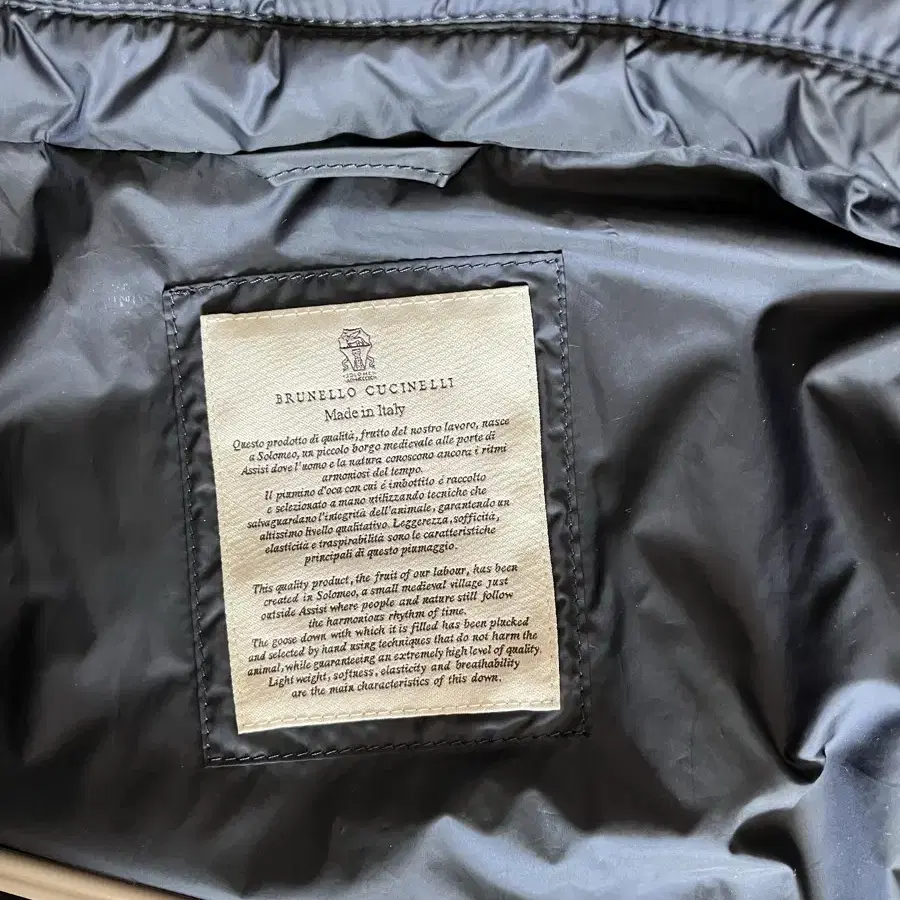 BRUNELLO CUCINELLI
Made in Italy
Questo prodotto di qualità, frutto del nostro lavoro, nasce
a Solomeo, un piccolo borgo medievale alle porte di
Assisi dove l'uomo e la natura conoscono ancora i ritmi
armoniosi del tempo.
Il piumino d'oca con cui é imbottito é raccolto
e selezionato a mano utilizzando tecniche che
salvaguardano l'integrità dell'animale, garantendo un
altissimo livello qualitativo. Leggerezza, sofficità,
elasticità e traspirabilità sono le caratteristiche
principali di questo piumaggio.
This quality product, the fruit of our labour, has been
created in Solomeo, a small medieval village just
outside Assisi where people and nature still follow
the harmonious rhythm of time.
The goose down with which it is filled has been plucked
and selected by hand using techniques that do not harm the
animal, while guaranteeing an extremely high level of quality.
Light weight, softness, elasticity and breathability
are the main characteristics of this down.